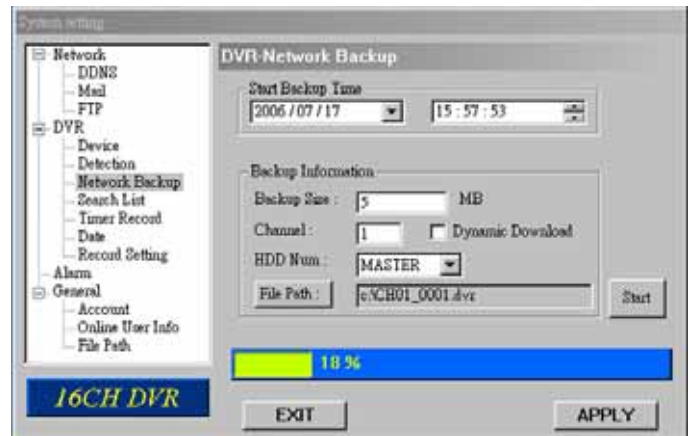 System setting
Network
DDNS
Mail
FTP
DVR
Device
Detection
Network Backup
Search List
Timer Record
Date
Record Setting
Alarm
General
Account
Online User Info
File Path
16CH DVR
DVR-Network Backup
Start Backup Time
2006 / 07 / 17 15 : 57 : 53
Backup Information
Backup Size : 5 MB
Channel : 1 Dynamic Download
HDD Num : MASTER
File Path : c:\CH01_0001.dvr
Start
18 %
EXIT APPLY